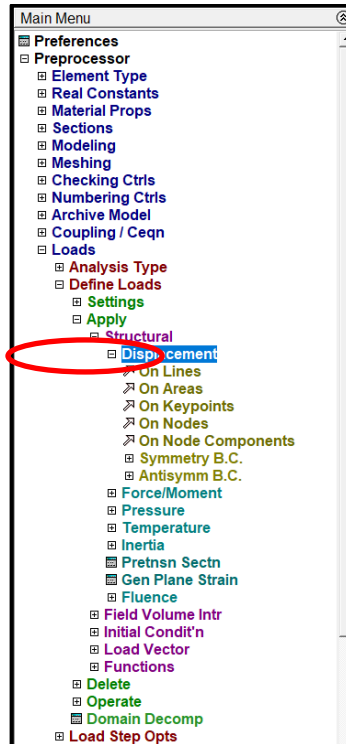 Main Menu
Preferences
Preprocessor
Element Type
Real Constants
Material Props
Sections
Modeling
Meshing
Checking Ctrls
Numbering Ctrls
Archive Model
Coupling / Ceqn
Loads
Analysis Type
Define Loads
Settings
Apply
Structural
Displacement
On Lines
On Areas
On Keypoints
On Nodes
On Node Components
Symmetry B.C.
Antisymm B.C.
Force/Moment
Pressure
Temperature
Inertia
Pretnsn Sectn
Gen Plane Strain
Fluence
Field Volume Intr
Initial Condit'n
Load Vector
Functions
Delete
Operate
Domain Decomp
Load Step Opts